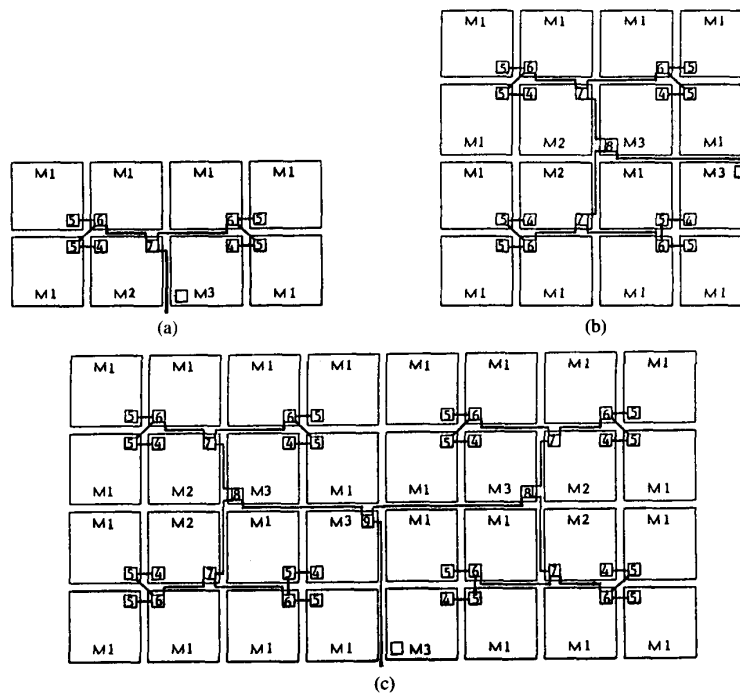 M1 M1 M1 M1
5 6 6 5
5 4 7 4 5
M1 M2 M3 M1
(a)
M1 M1 M1 M1
5 6 6 5
5 4 7 4 5
M1 M2 8 M3 M1
M1 M2 M1 M3
5 4 7 5 4
5 6 6 5
M1 M1 M1 M1
(b)
M1 M1 M1 M1 M1 M1 M1 M1
5 6 6 5 5 6 6 5
5 4 7 4 5 5 4 7 4 5
M1 M2 8 M3 M1 M1 M3 8 M2 M1
M1 M2 M1 M3 9 M1 M1 M2 M1
5 4 7 5 4 5 6 7 4 5
5 6 6 5 4 5 6 5
M1 M1 M1 M1 M3 M1 M1 M1
(c)